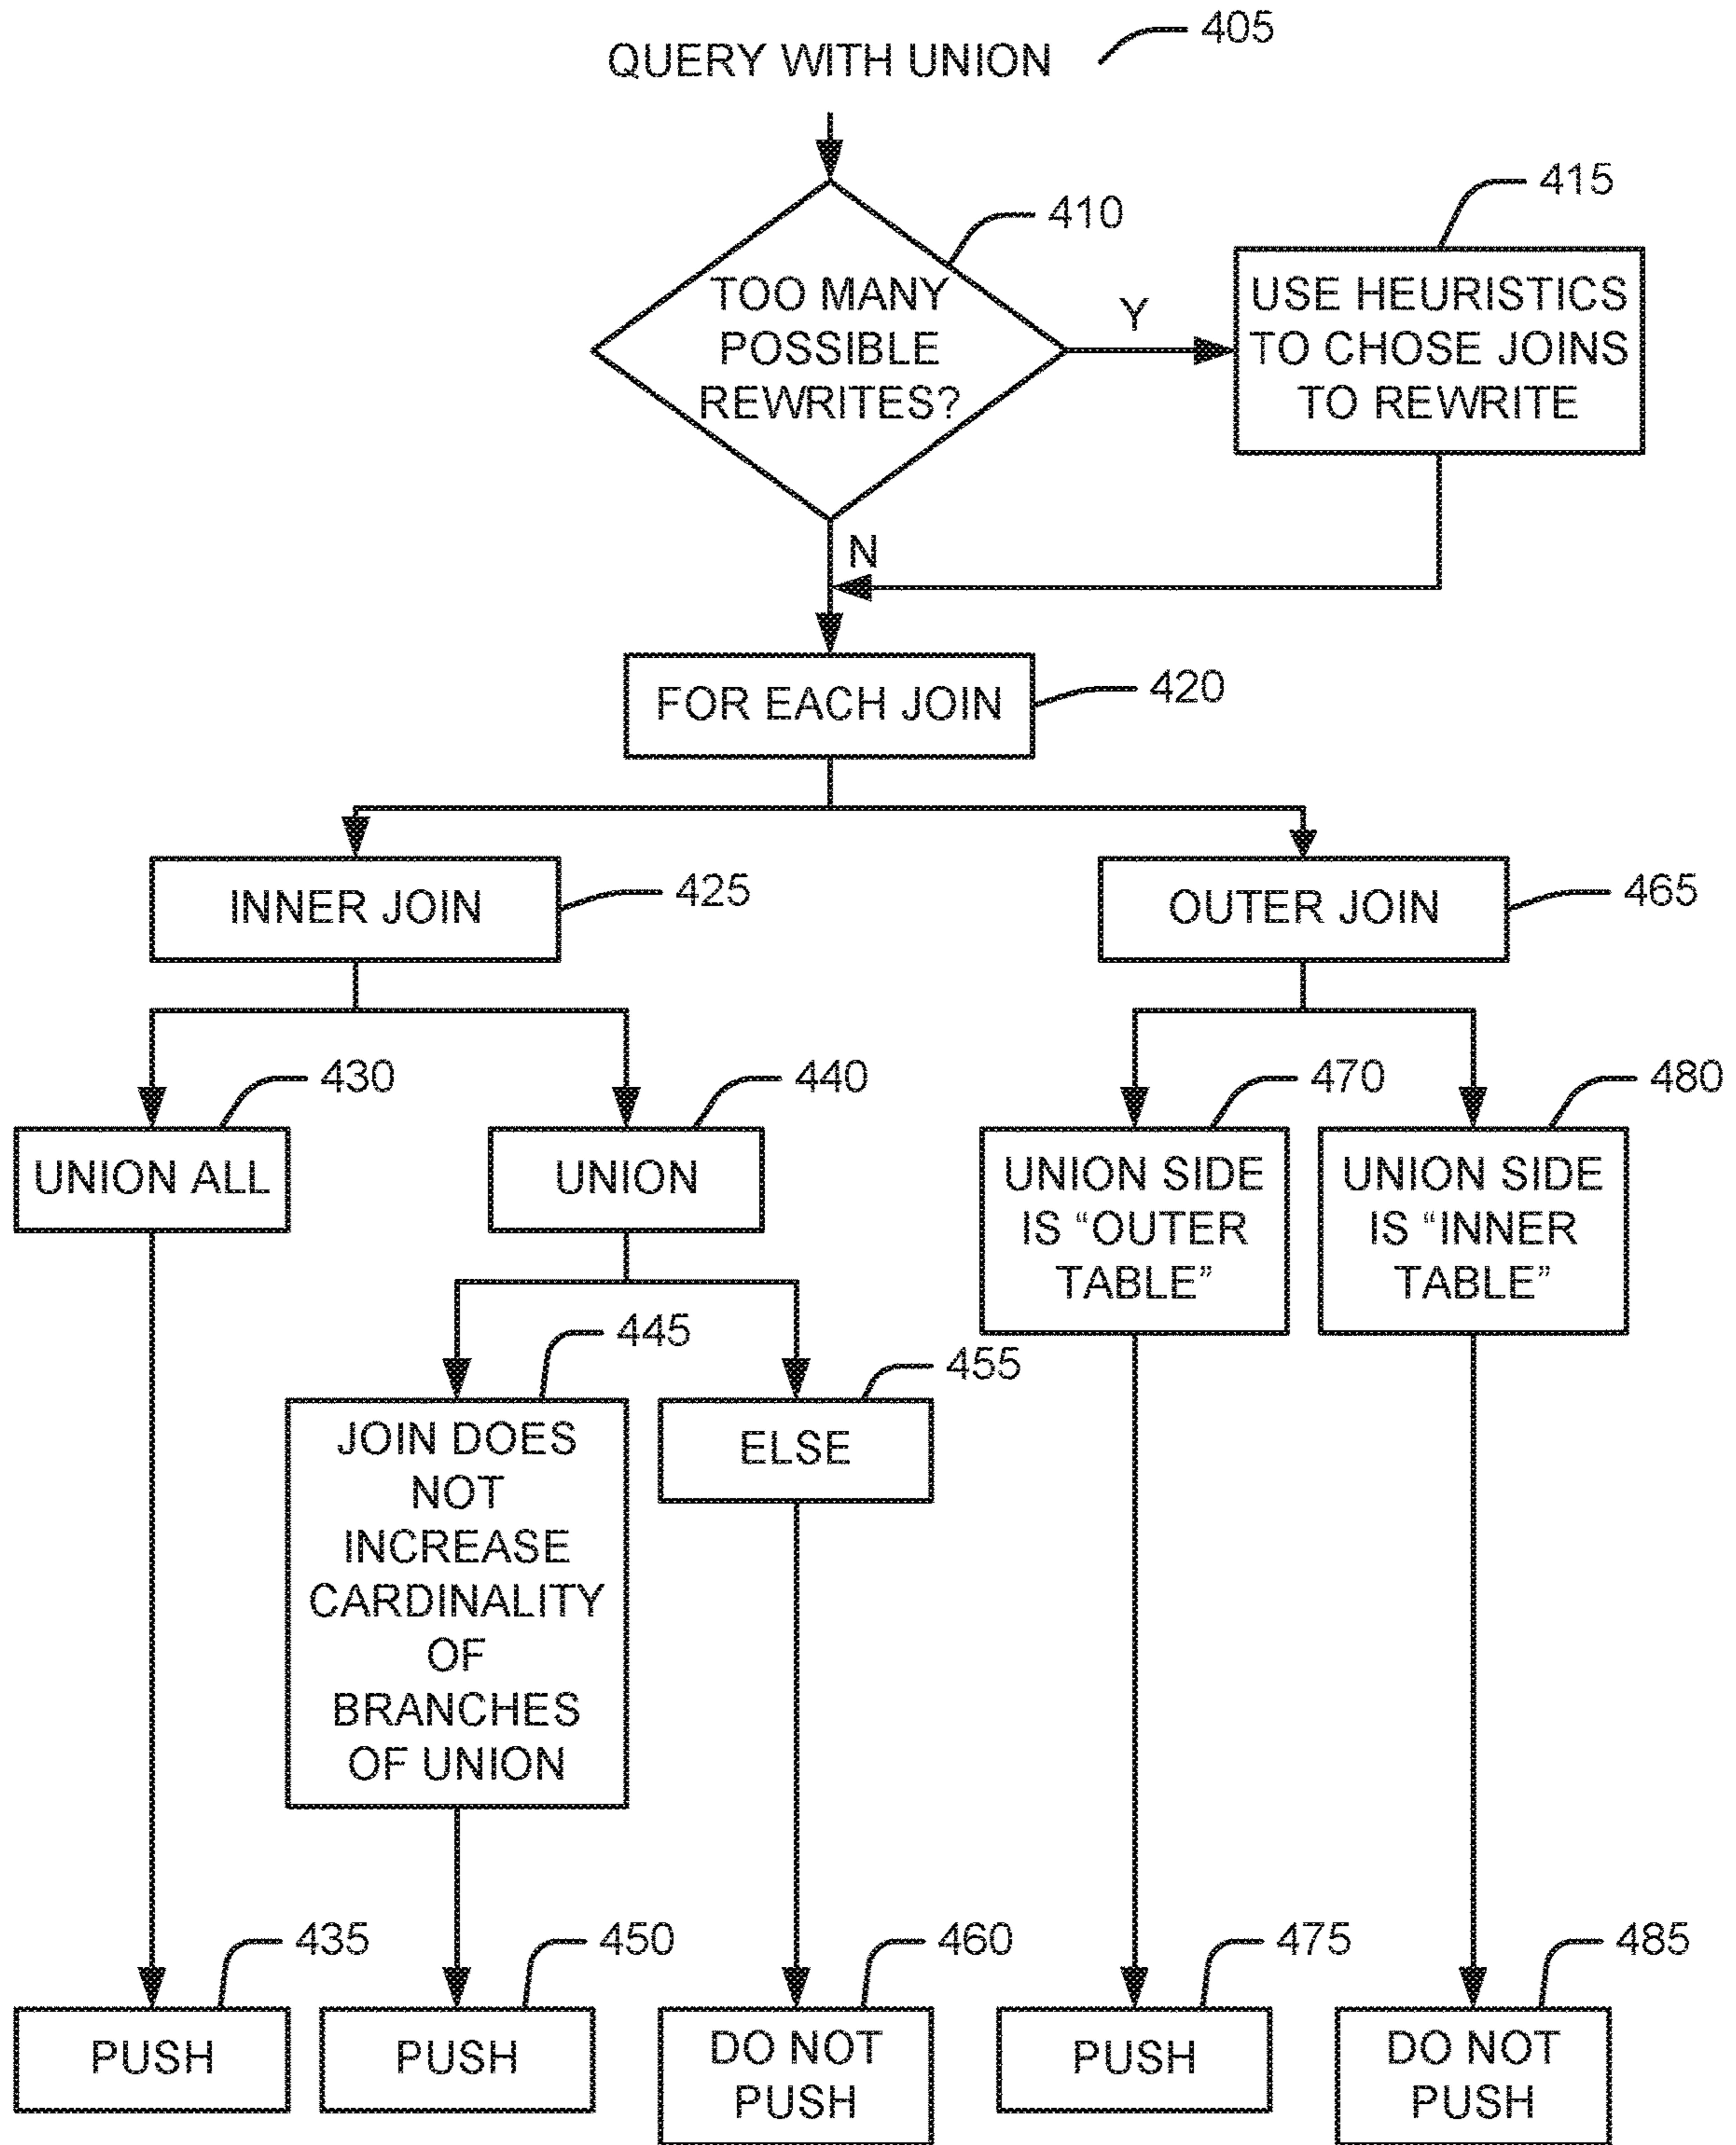 405
QUERY WITH UNION
410
TOO MANY
POSSIBLE
REWRITES?
Y
415
USE HEURISTICS
TO CHOSE JOINS
TO REWRITE
N
FOR EACH JOIN
420
INNER JOIN
425
OUTER JOIN
465
430
UNION ALL
440
UNION
470
UNION SIDE
IS “OUTER
TABLE”
480
UNION SIDE
IS “INNER
TABLE”
445
JOIN DOES
NOT
INCREASE
CARDINALITY
OF
BRANCHES
OF UNION
455
ELSE
435
PUSH
450
PUSH
460
DO NOT
PUSH
475
PUSH
485
DO NOT
PUSH